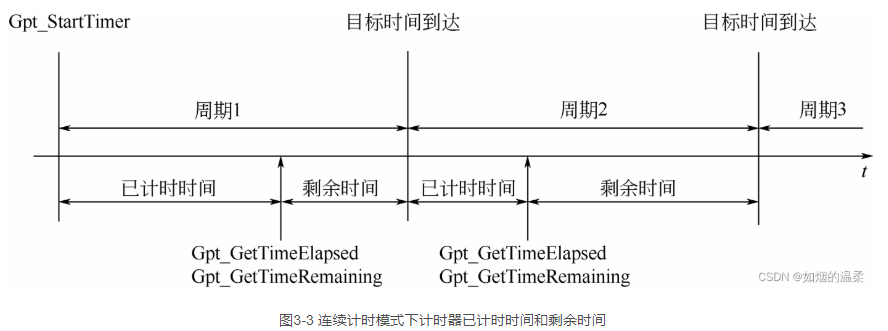 Gpt_StartTimer
目标时间到达
目标时间到达
周期1
周期2
周期3
t
已计时时间
剩余时间
已计时时间
剩余时间
Gpt_GetTimeElapsed
Gpt_GetTimeRemaining
Gpt_GetTimeElapsed
Gpt_GetTimeRemaining
CSDN @如烟的温柔
图3-3 连续计时模式下计时器已计时时间和剩余时间